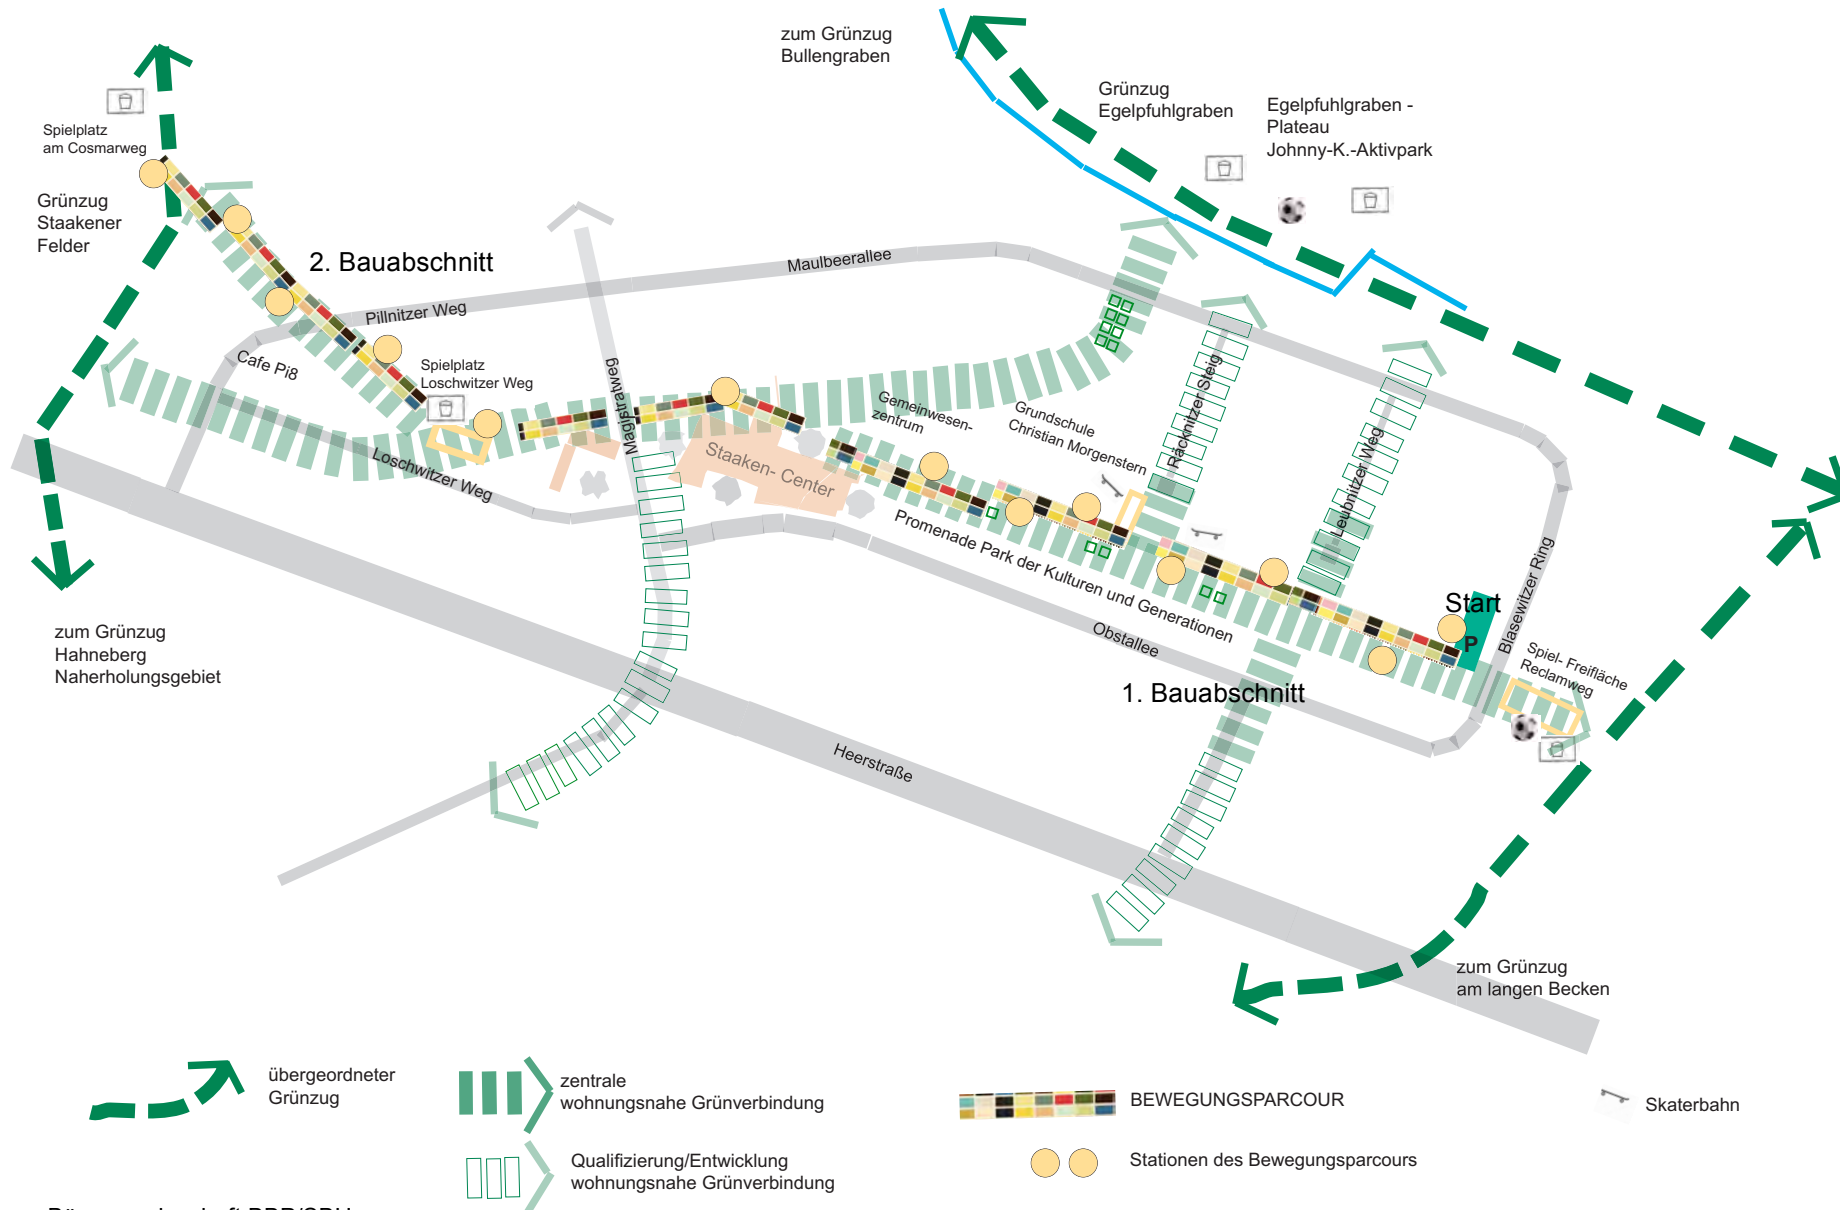 zum Grünzug
Bullengraben
Grünzug
Egelpfuhlgraben
Egelpfuhlgraben -
Plateau
Johnny-K.-Aktivpark
Spielplatz
am Cosmarweg
Grünzug
Staakener
Felder
2. Bauabschnitt
Maulbeerallee
Pillnitzer Weg
Cafe Pi8
Spielplatz
Loschwitzer Weg
Magistratweg
Gemeinwesen-
zentrum
Grundschule
Christian Morgenstern
Räcknitzer Steig
Leubnitzer Weg
Loschwitzer Weg
Staaken- Center
Promenade Park der Kulturen und Generationen
Obstallee
Start
P
Blasewitzer Ring
Spiel- Freifläche
Reclamweg
1. Bauabschnitt
zum Grünzug
Hahneberg
Naherholungsgebiet
Heerstraße
zum Grünzug
am langen Becken
übergeordneter
Grünzug
zentrale
wohnungsnahe Grünverbindung
BEWEGUNGSPARCOUR
Skaterbahn
Qualifizierung/Entwicklung
wohnungsnahe Grünverbindung
Stationen des Bewegungsparcours